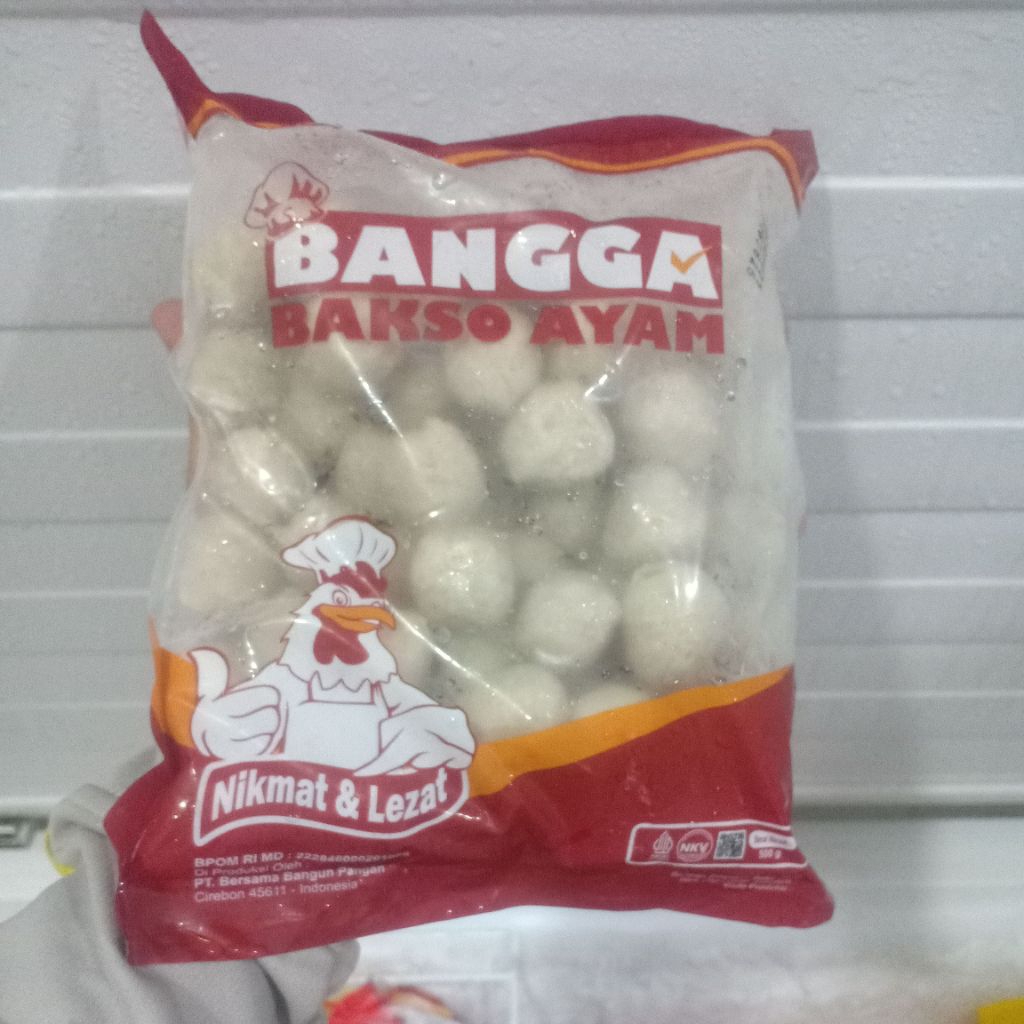 BANGGA
BAKSO AYAM
Nikmat & Lezat
BPOM RI MD :
Di Produksi Oleh :
PT. Bersama Bangun Pangan
Cirebon 45611 - Indonesia
NKV
500 g